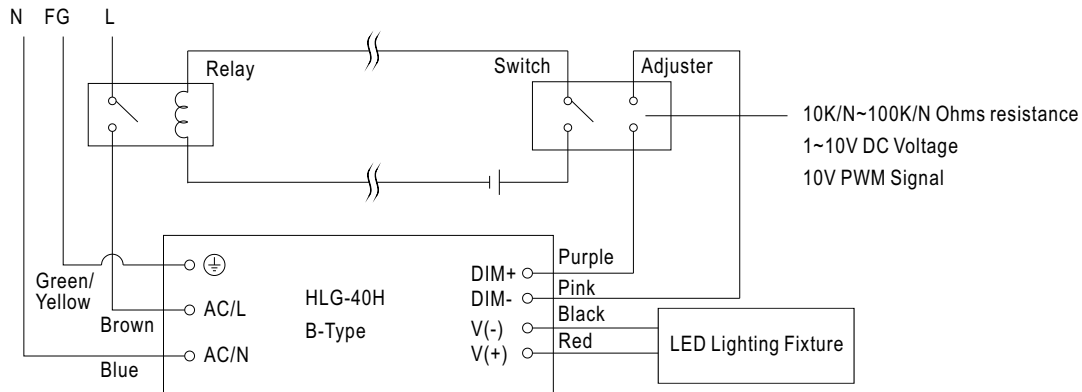 N FG L
Relay
Switch
Adjuster
10K/N~100K/N Ohms resistance
1~10V DC Voltage
10V PWM Signal
Green/
Yellow
Brown
Blue
AC/L
AC/N
HLG-40H
B-Type
DIM+
DIM-
V(-)
V(+)
Purple
Pink
Black
Red
LED Lighting Fixture